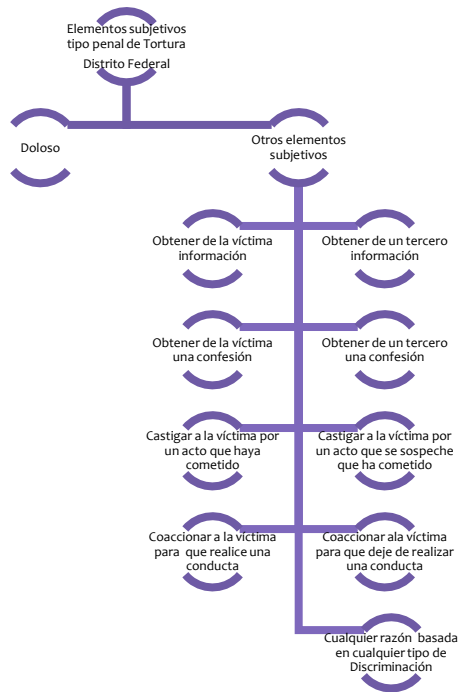 Elementos subjetivos
tipo penal de Tortura
Distrito Federal
Doloso
Otros elementos
subjetivos
Obtener de la víctima
información
Obtener de un tercero
información
Obtener de la víctima
una confesión
Obtener de un tercero
una confesión
Castigar a la víctima por
un acto que haya
cometido
Castigar a la víctima por
un acto que se sospeche
que ha cometido
Coaccionar a la víctima
para que realice una
conducta
Coaccionar ala víctima
para que deje de realizar
una conducta
Cualquier razón basada
en cualquier tipo de
Discriminación